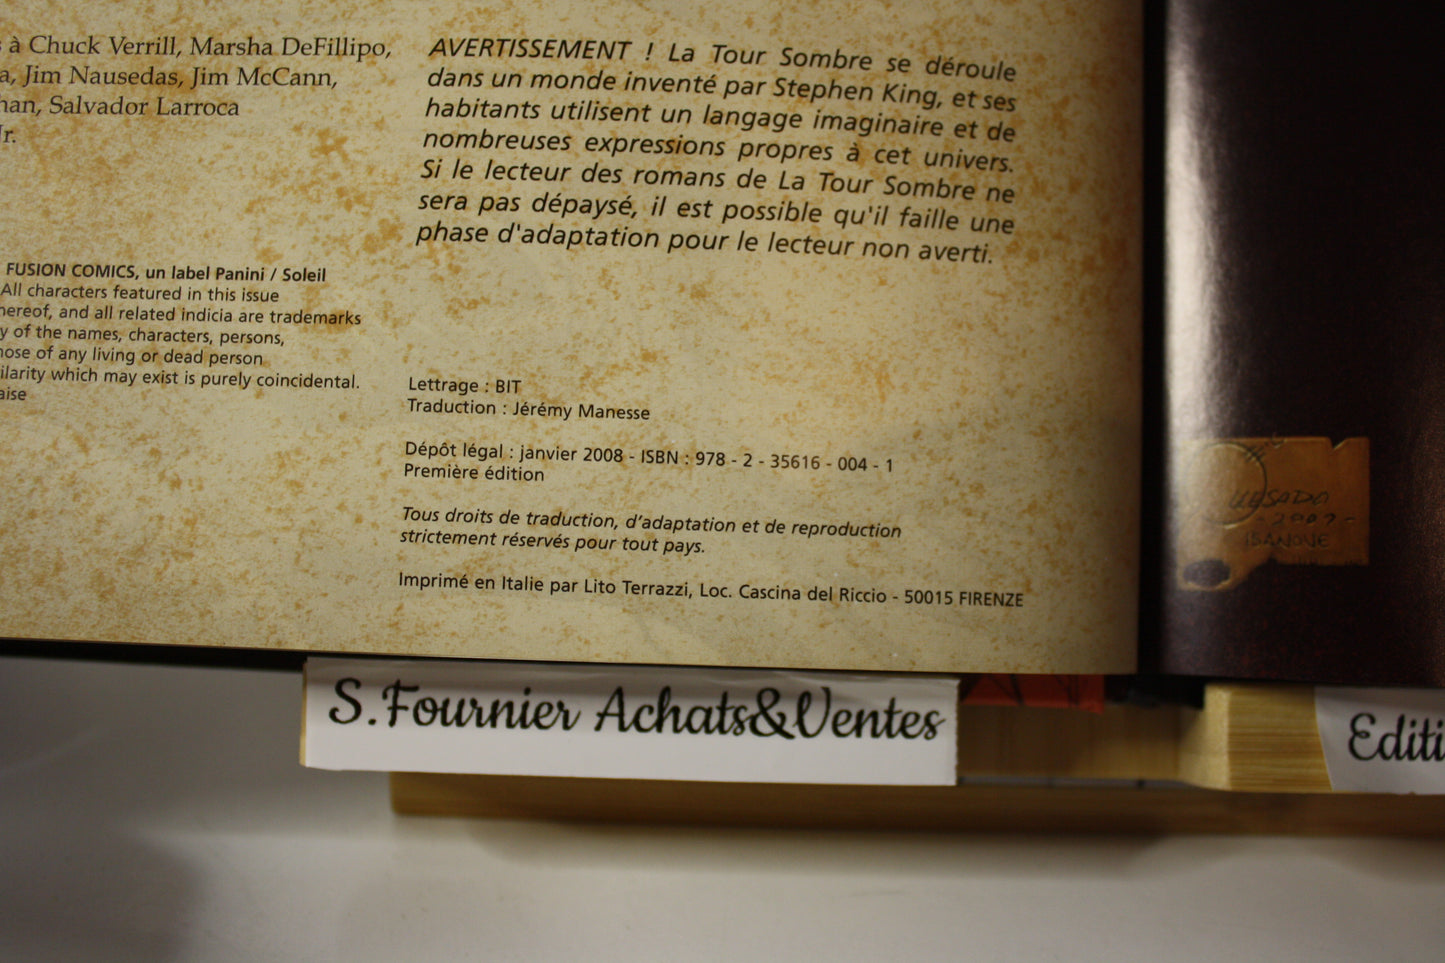 à Chuck Verrill, Marsha DeFillipo,
Jim Nausedas, Jim McCann,
Salvador Larroca
Jr.
FUSION COMICS, un label Panini / Soleil
All characters featured in this issue
and all related indicia are trademarks
of the names, characters, persons,
of any living or dead person
which may exist is purely coincidental.
AVERTISSEMENT ! La Tour Sombre se déroule
dans un monde inventé par Stephen King, et ses
habitants utilisent un langage imaginaire et de
nombreuses expressions propres à cet univers.
Si le lecteur des romans de La Tour Sombre ne
sera pas dépaysé, il est possible qu'il faille une
phase d'adaptation pour le lecteur non averti.
Lettrage : BIT
Traduction : Jérémy Manesse
Dépôt légal : janvier 2008 - ISBN : 978 - 2 - 35616 - 004 - 1
Première édition
Tous droits de traduction, d'adaptation et de reproduction
strictement réservés pour tout pays.
Imprimé en Italie par Lito Terrazzi, Loc. Cascina del Riccio - 50015 FIRENZE
ISANOVE
S.Fournier Achats&Ventes
Editi